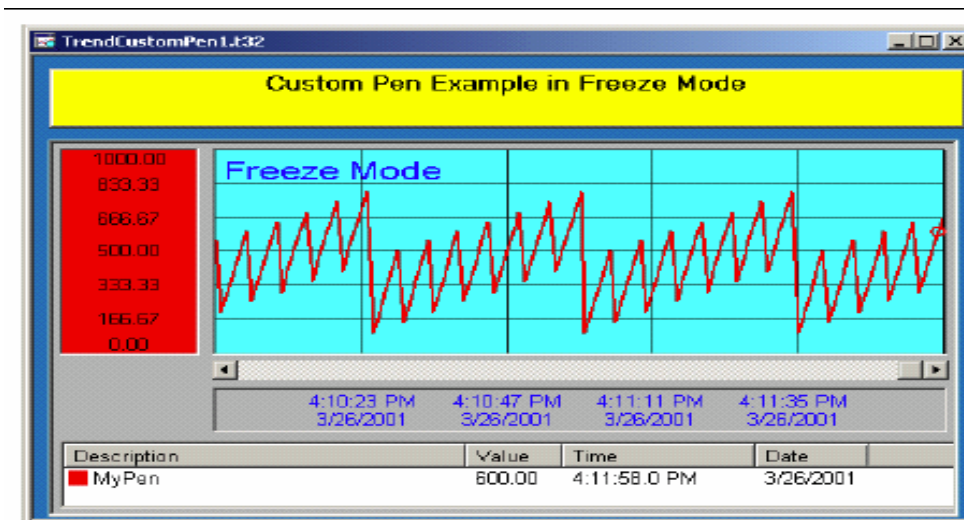 TrendCustomPen1.t32
Custom Pen Example in Freeze Mode
1000.00
833.33
666.67
500.00
333.33
166.67
0.00
Freeze Mode
4:10:23 PM 4:10:47 PM 4:11:11 PM 4:11:35 PM
3/26/2001 3/26/2001 3/26/2001 3/26/2001
Description Value Time Date
MyPen 600.00 4:11:58.0 PM 3/26/2001